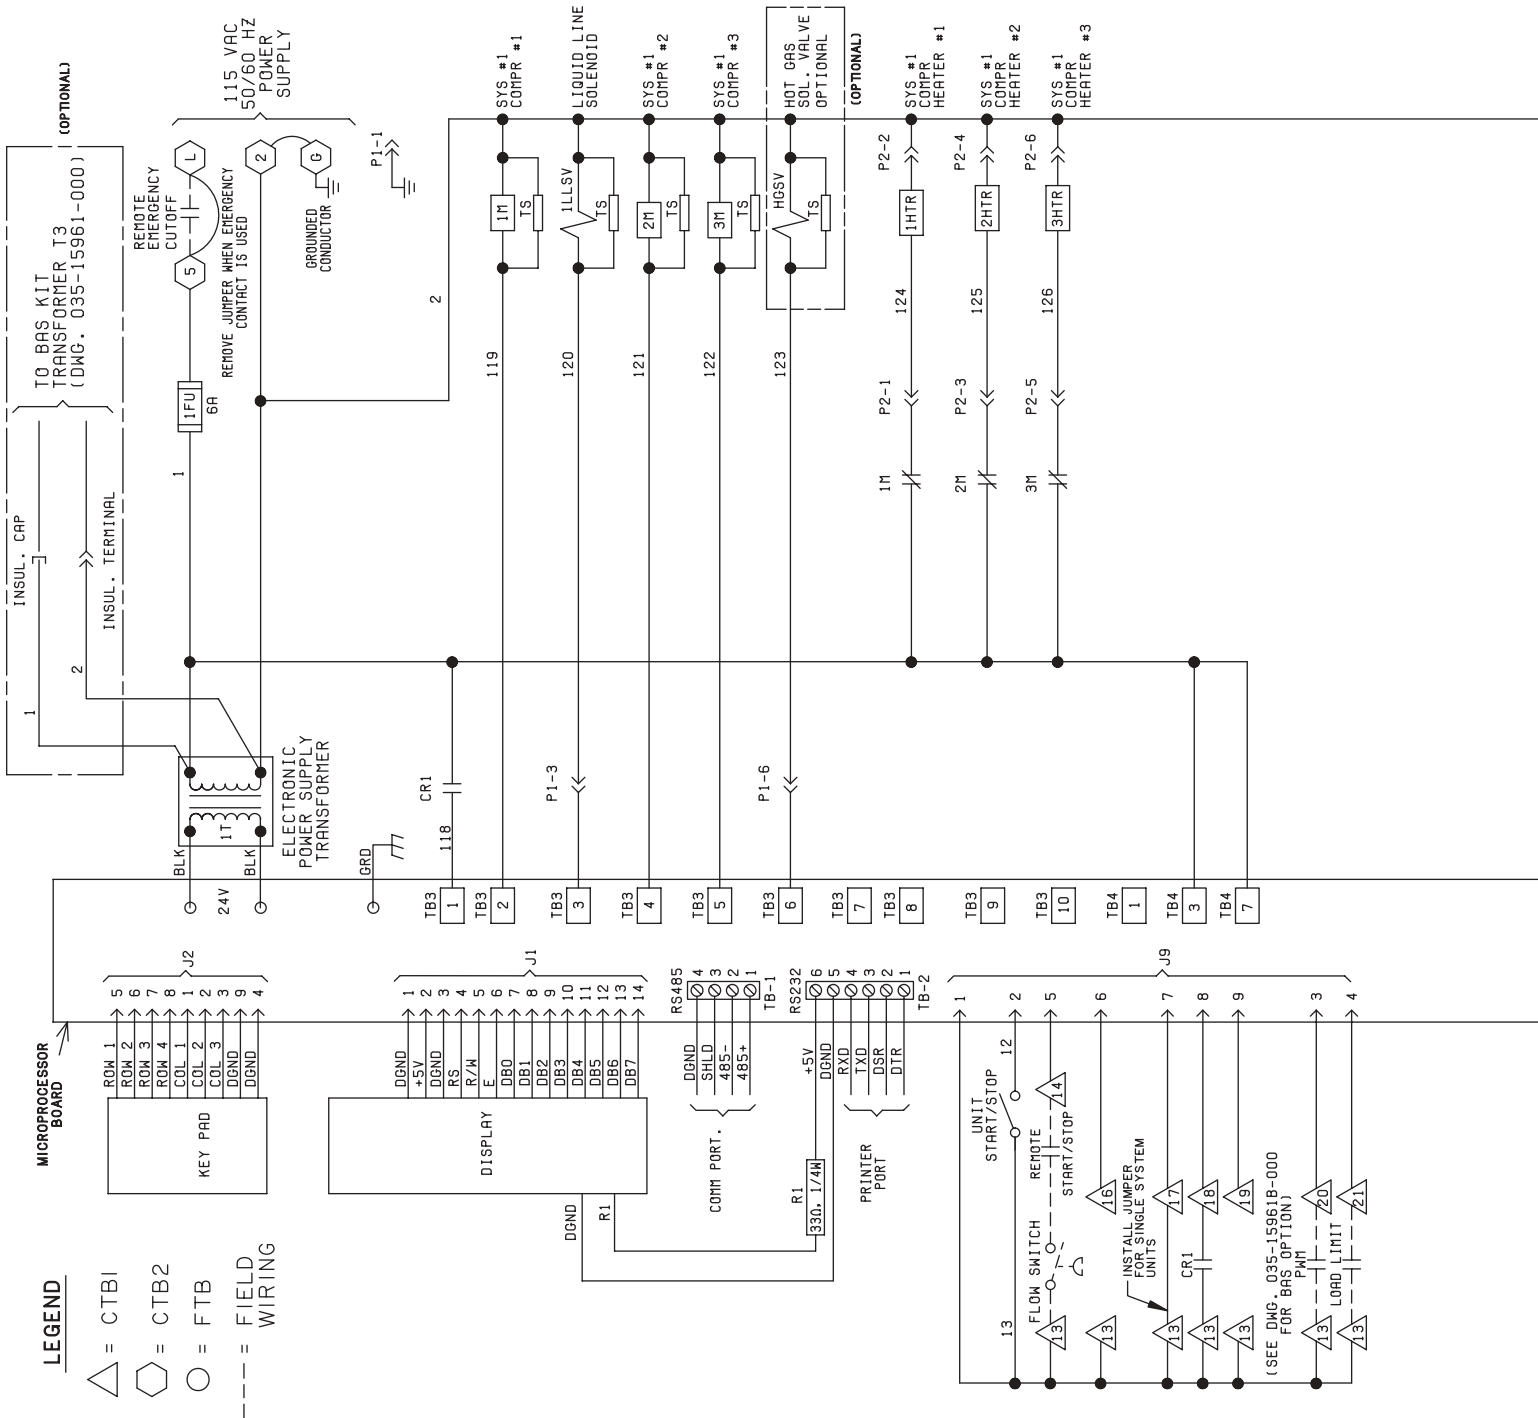 LEGEND
= CTB1
= CTB2
= FTB
= FIELD
WIRING
MICROPROCESSOR
BOARD
KEY PAD
ROW 1
ROW 2
ROW 3
ROW 4
COL 1
COL 2
COL 3
DGND
DGND
5
6
7
8
1
2
3
9
4
J2
BLK
24V
BLK
1T
ELECTRONIC
POWER SUPPLY
TRANSFORMER
GRD
1
2
INSUL. CAP
INSUL. TERMINAL
TO BAS KIT
TRANSFORMER T3
(DWG. 035-15961-000)
(OPTIONAL)
1
1FU
6A
5
REMOTE
EMERGENCY
CUTOFF
L
REMOVE JUMPER WHEN EMERGENCY
CONTACT IS USED
2
G
GROUNDED
CONDUCTOR
115 VAC
50/60 HZ
POWER
SUPPLY
P1-1
2
DISPLAY
DGND
+5V
DGND
RS
R/W
E
DB0
DB1
DB2
DB3
DB4
DB5
DB6
DB7
1
2
3
4
5
6
7
8
9
10
11
12
13
14
J1
DGND
R1
R1
33Ω, 1/4W
COMM PORT.
DGND
SHLD
485-
485+
RS485
4
3
2
1
TB-1
PRINTER
PORT
+5V
DGND
RXD
TXD
DSR
DTR
RS232
6
5
4
3
2
1
TB-2
TB3
1
118
CR1
TB3
2
119
1M
TS
SYS #1
COMPR #1
TB3
3
P1-3
120
1LLSV
TS
LIQUID LINE
SOLENOID
TB3
4
121
2M
TS
SYS #1
COMPR #2
TB3
5
122
3M
TS
SYS #1
COMPR #3
TB3
6
P1-6
123
HGSV
TS
HOT GAS
SOL. VALVE
OPTIONAL
(OPTIONAL)
TB3
7
TB3
8
1M
P2-1
124
1HTR
P2-2
SYS #1
COMPR
HEATER #1
TB3
9
2M
P2-3
125
2HTR
P2-4
SYS #1
COMPR
HEATER #2
TB3
10
3M
P2-5
126
3HTR
P2-6
SYS #1
COMPR
HEATER #3
TB4
1
TB4
3
TB4
7
J9
1
2
5
6
7
8
9
3
4
13
UNIT
START/STOP
12
13
FLOW SWITCH
REMOTE
START/STOP
14
13
16
13
INSTALL JUMPER
FOR SINGLE SYSTEM
UNITS
17
13
CR1
18
13
19
(SEE DWG. 035-15961B-000
FOR BAS OPTION)
13
PWM
20
13
LOAD LIMIT
21